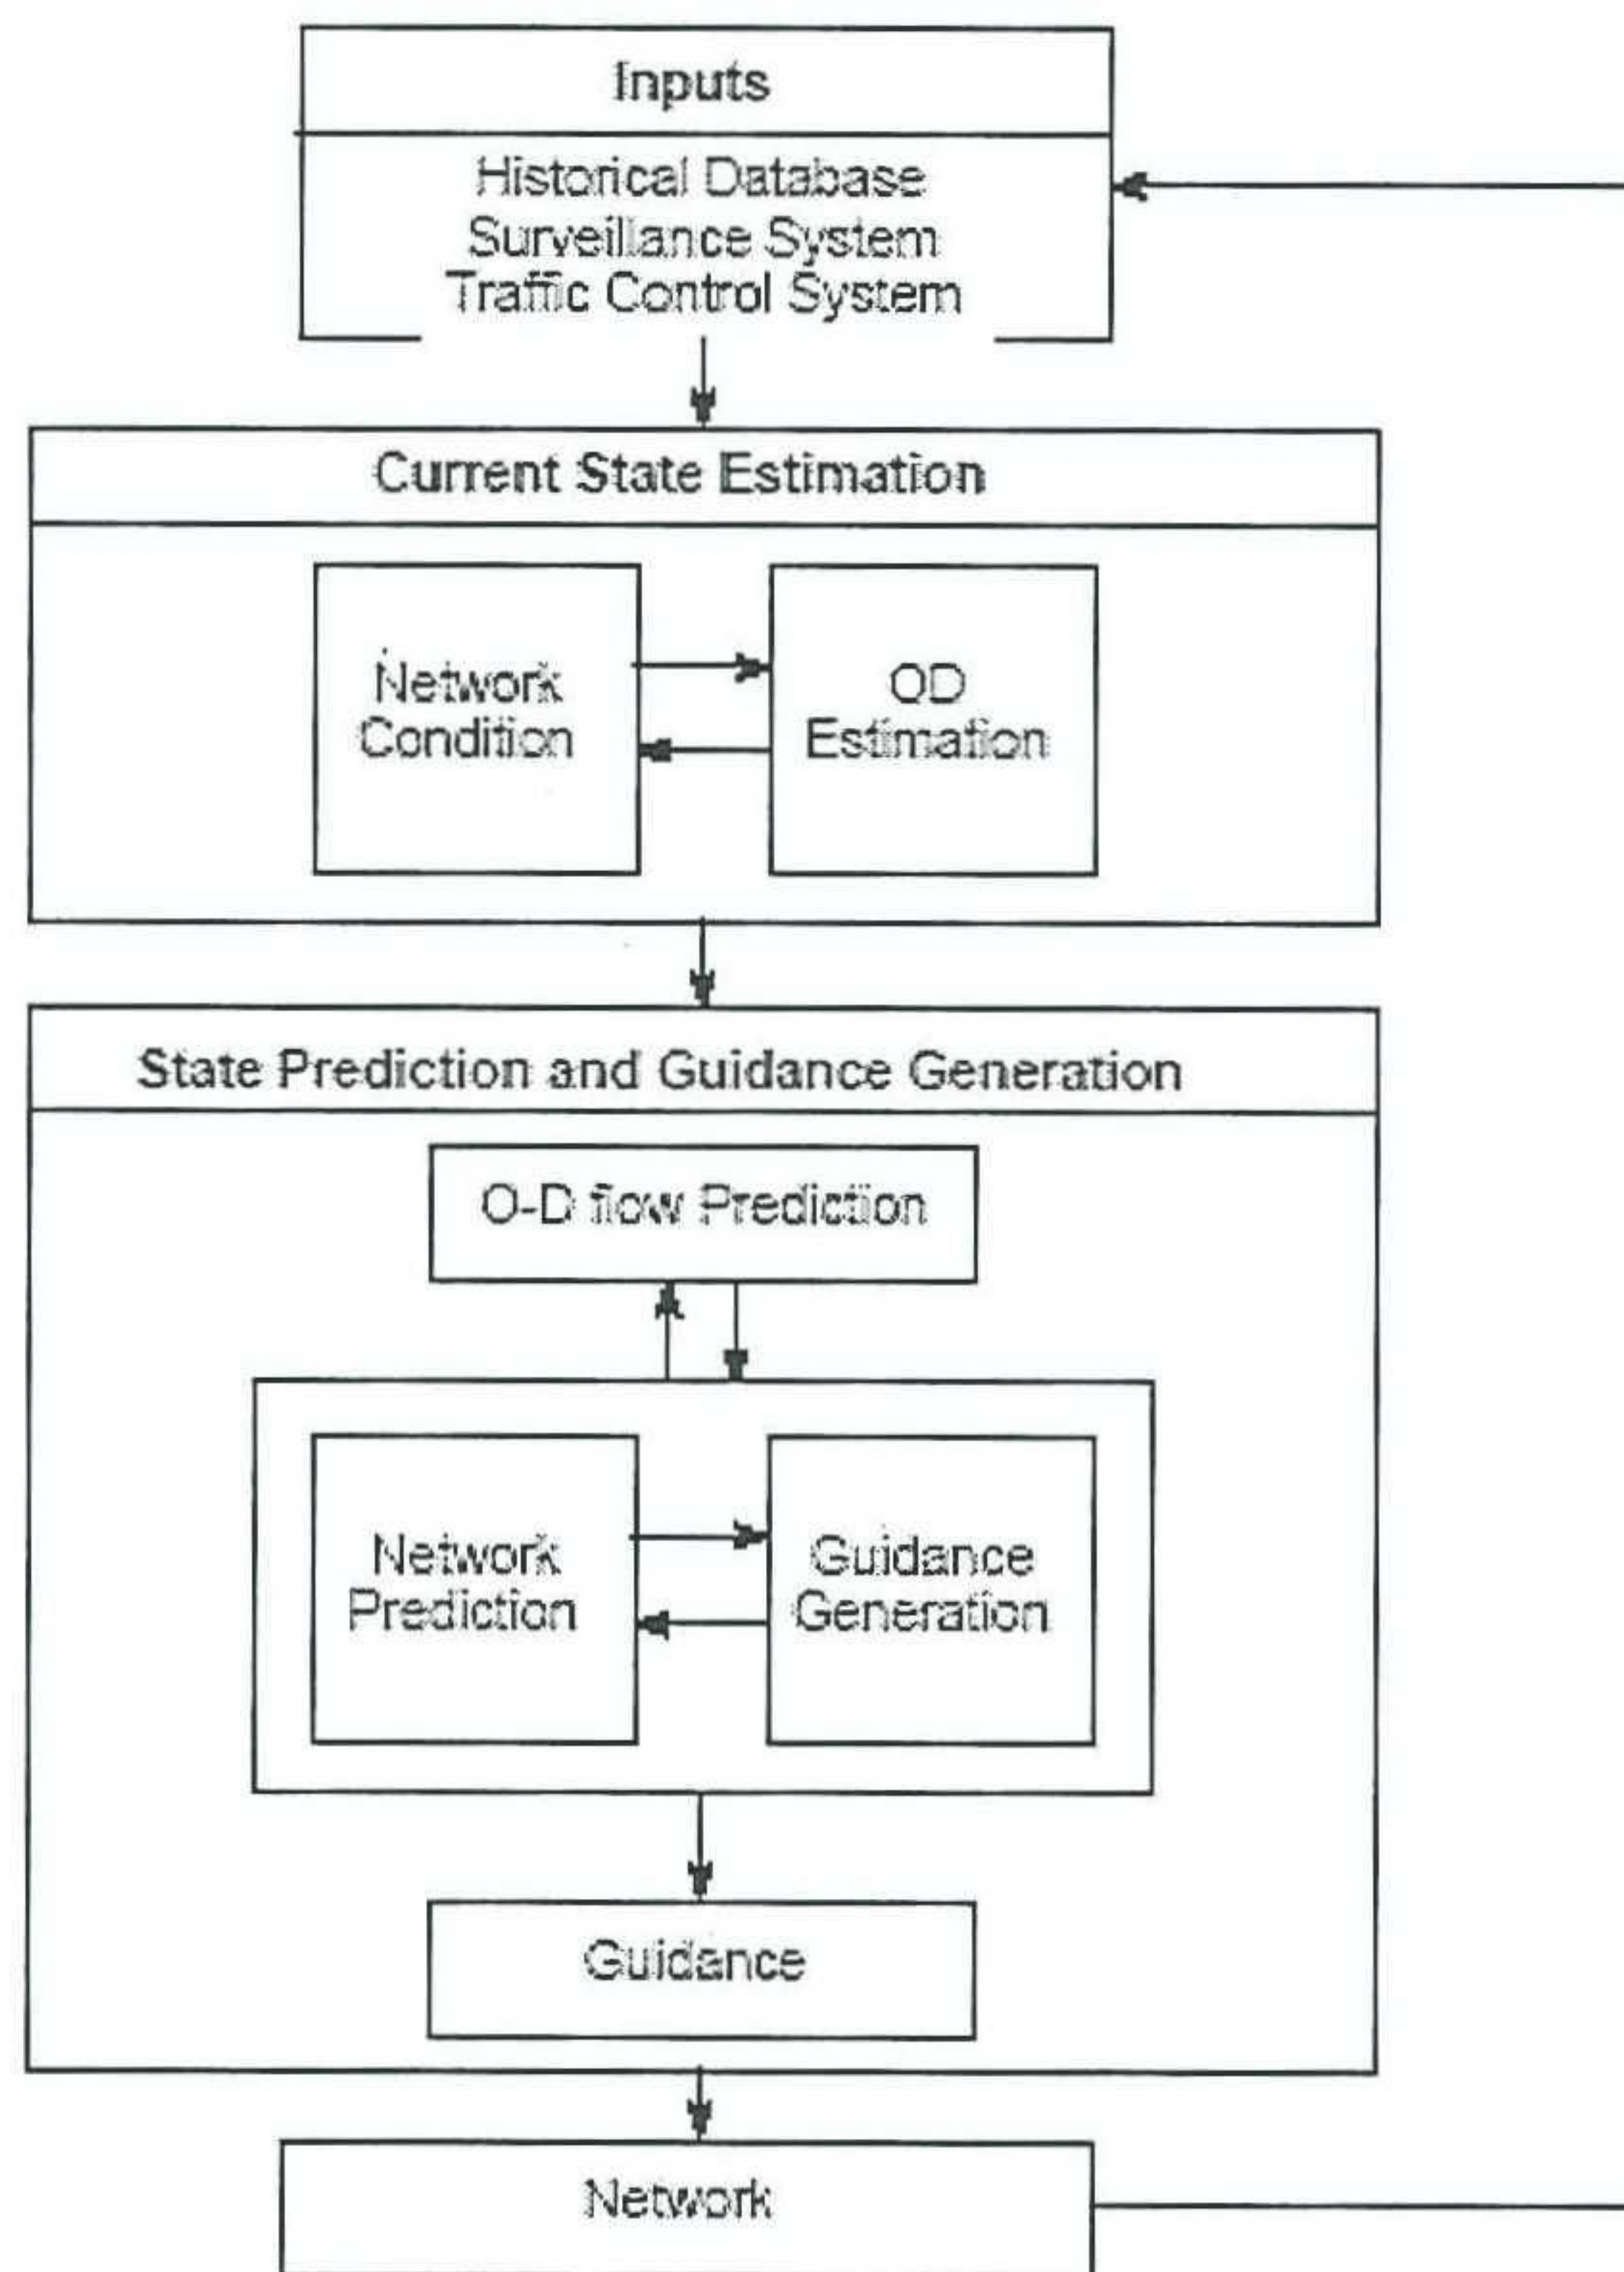 Inputs
Historical Database
Surveillance System
Traffic Control System
Current State Estimation
Network
Condition
OD
Estimation
State Prediction and Guidance Generation
O-D flow Prediction
Network
Prediction
Guidance
Generation
Guidance
Network